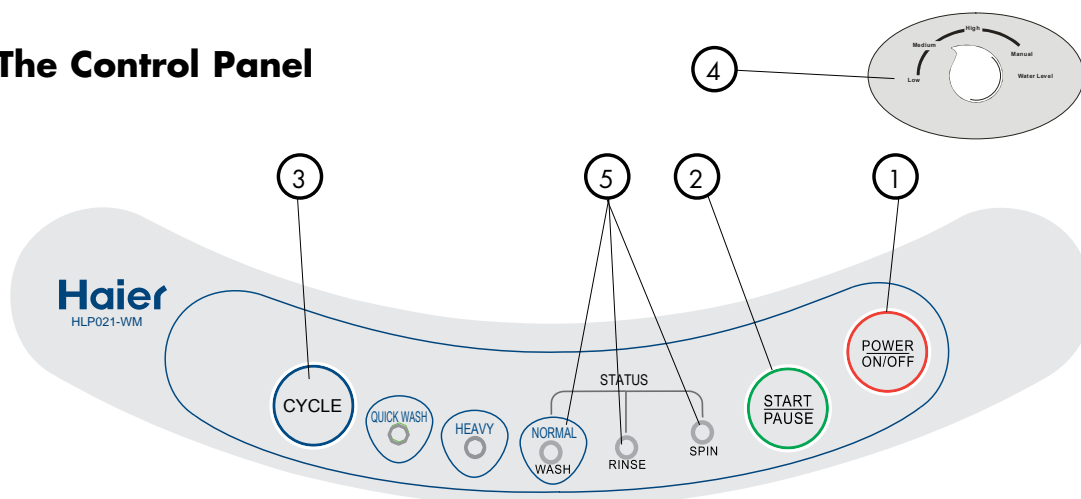 The Control Panel
High
Medium
Manual
Low
Water Level
4
3
5
2
1
Haier
HLP021-WM
POWER
ON/OFF
STATUS
START
PAUSE
CYCLE
QUICK WASH
HEAVY
NORMAL
WASH
RINSE
SPIN